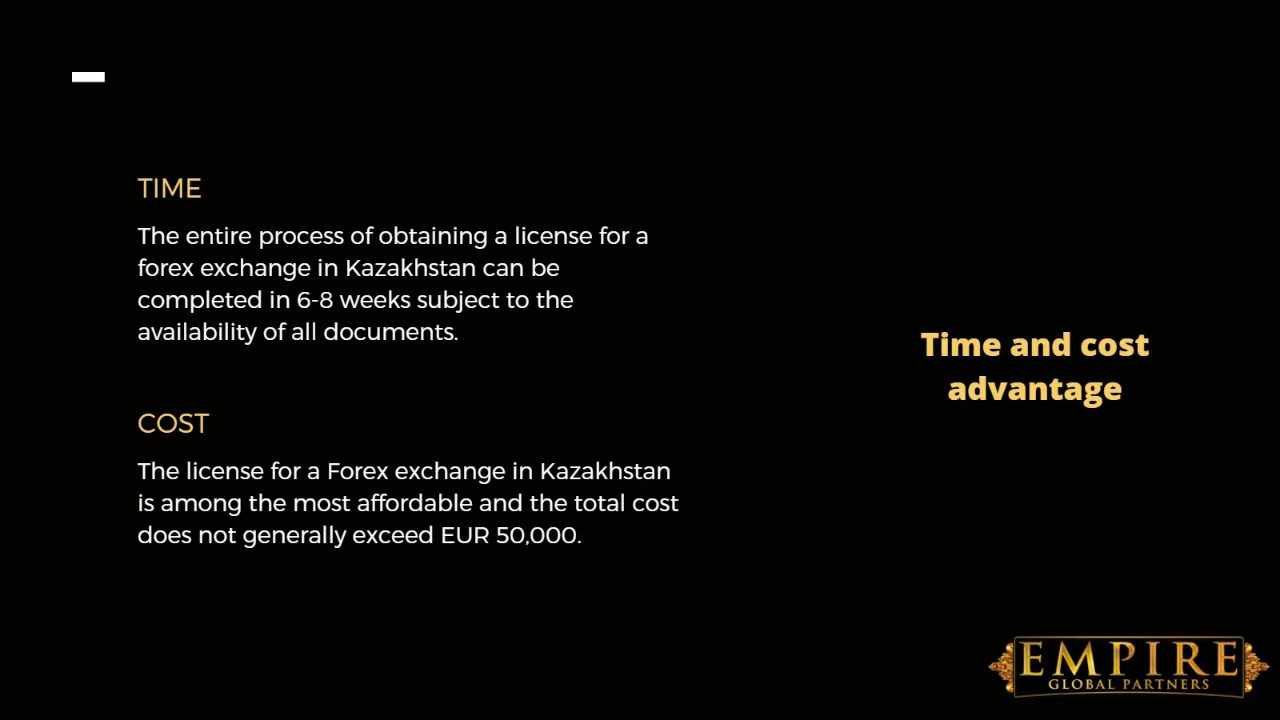 TIME
The entire process of obtaining a license for a
forex exchange in Kazakhstan can be
completed in 6-8 weeks subject to the
availability of all documents.
COST
The license for a Forex exchange in Kazakhstan
is among the most affordable and the total cost
does not generally exceed EUR 50,000.
Time and cost
advantage
EMPIRE
GLOBAL PARTNERS